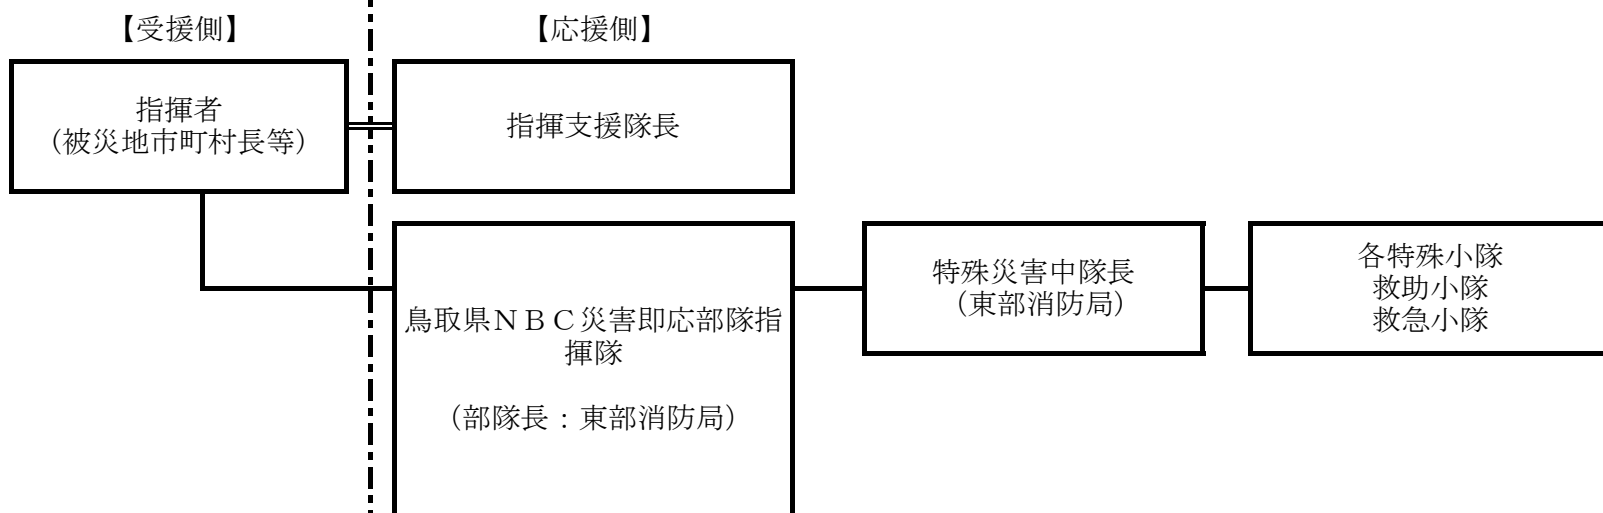 【受援側】
【応援側】
指揮者
（被災地市町村長等）
指揮支援隊長
鳥取県ＮＢＣ災害即応部隊指
揮隊
（部隊長：東部消防局）
特殊災害中隊長
（東部消防局）
各特殊小隊
救助小隊
救急小隊